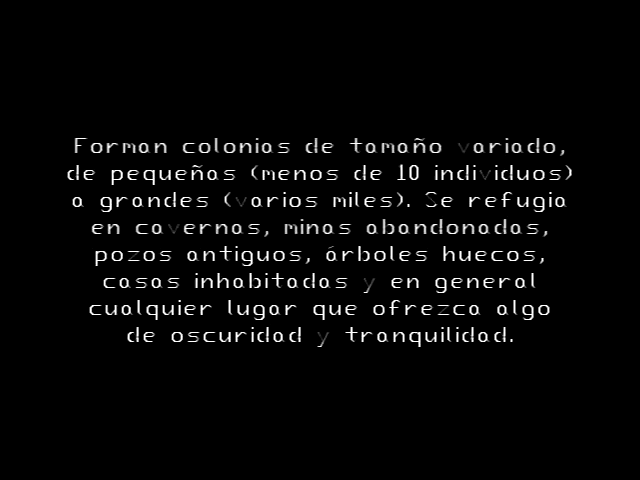 Forman colonias de tamaño variado,
de pequeñas (menos de 10 individuos)
a grandes (varios miles). Se refugia
en cavernas, minas abandonadas,
pozos antiguos, árboles huecos,
casas inhabitadas y en general
cualquier lugar que ofrezca algo
de oscuridad y tranquilidad.